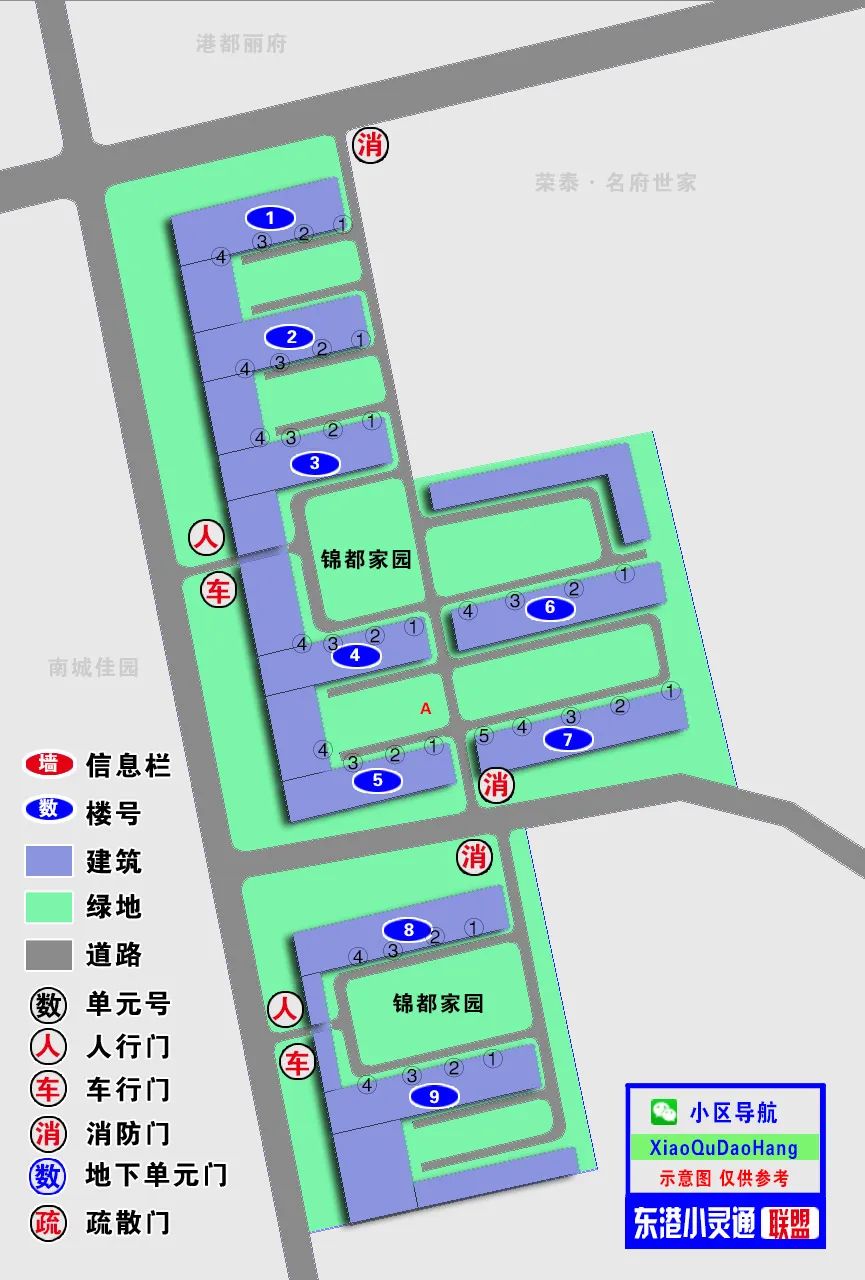 港都丽府
消
荣泰·名府世家
1
4 3 2 1
2
4 3 2 1
4 3 2 1
3
人
车
锦都家园
4 3 2 1
6
4 3 2 1
4
南城佳园
A
5 4 3 2 1
7
4 3 2 1
5
消
消
8
4 3 2 1
人
锦都家园
车
4 3 2 1
9
墙 信息栏
数 楼号
建筑
绿地
道路
数 单元号
人 人行门
车 车行门
消 消防门
数 地下单元门
疏 疏散门
小区导航
XiaoQuDaoHang
示意图 仅供参考
东港小灵通 联盟